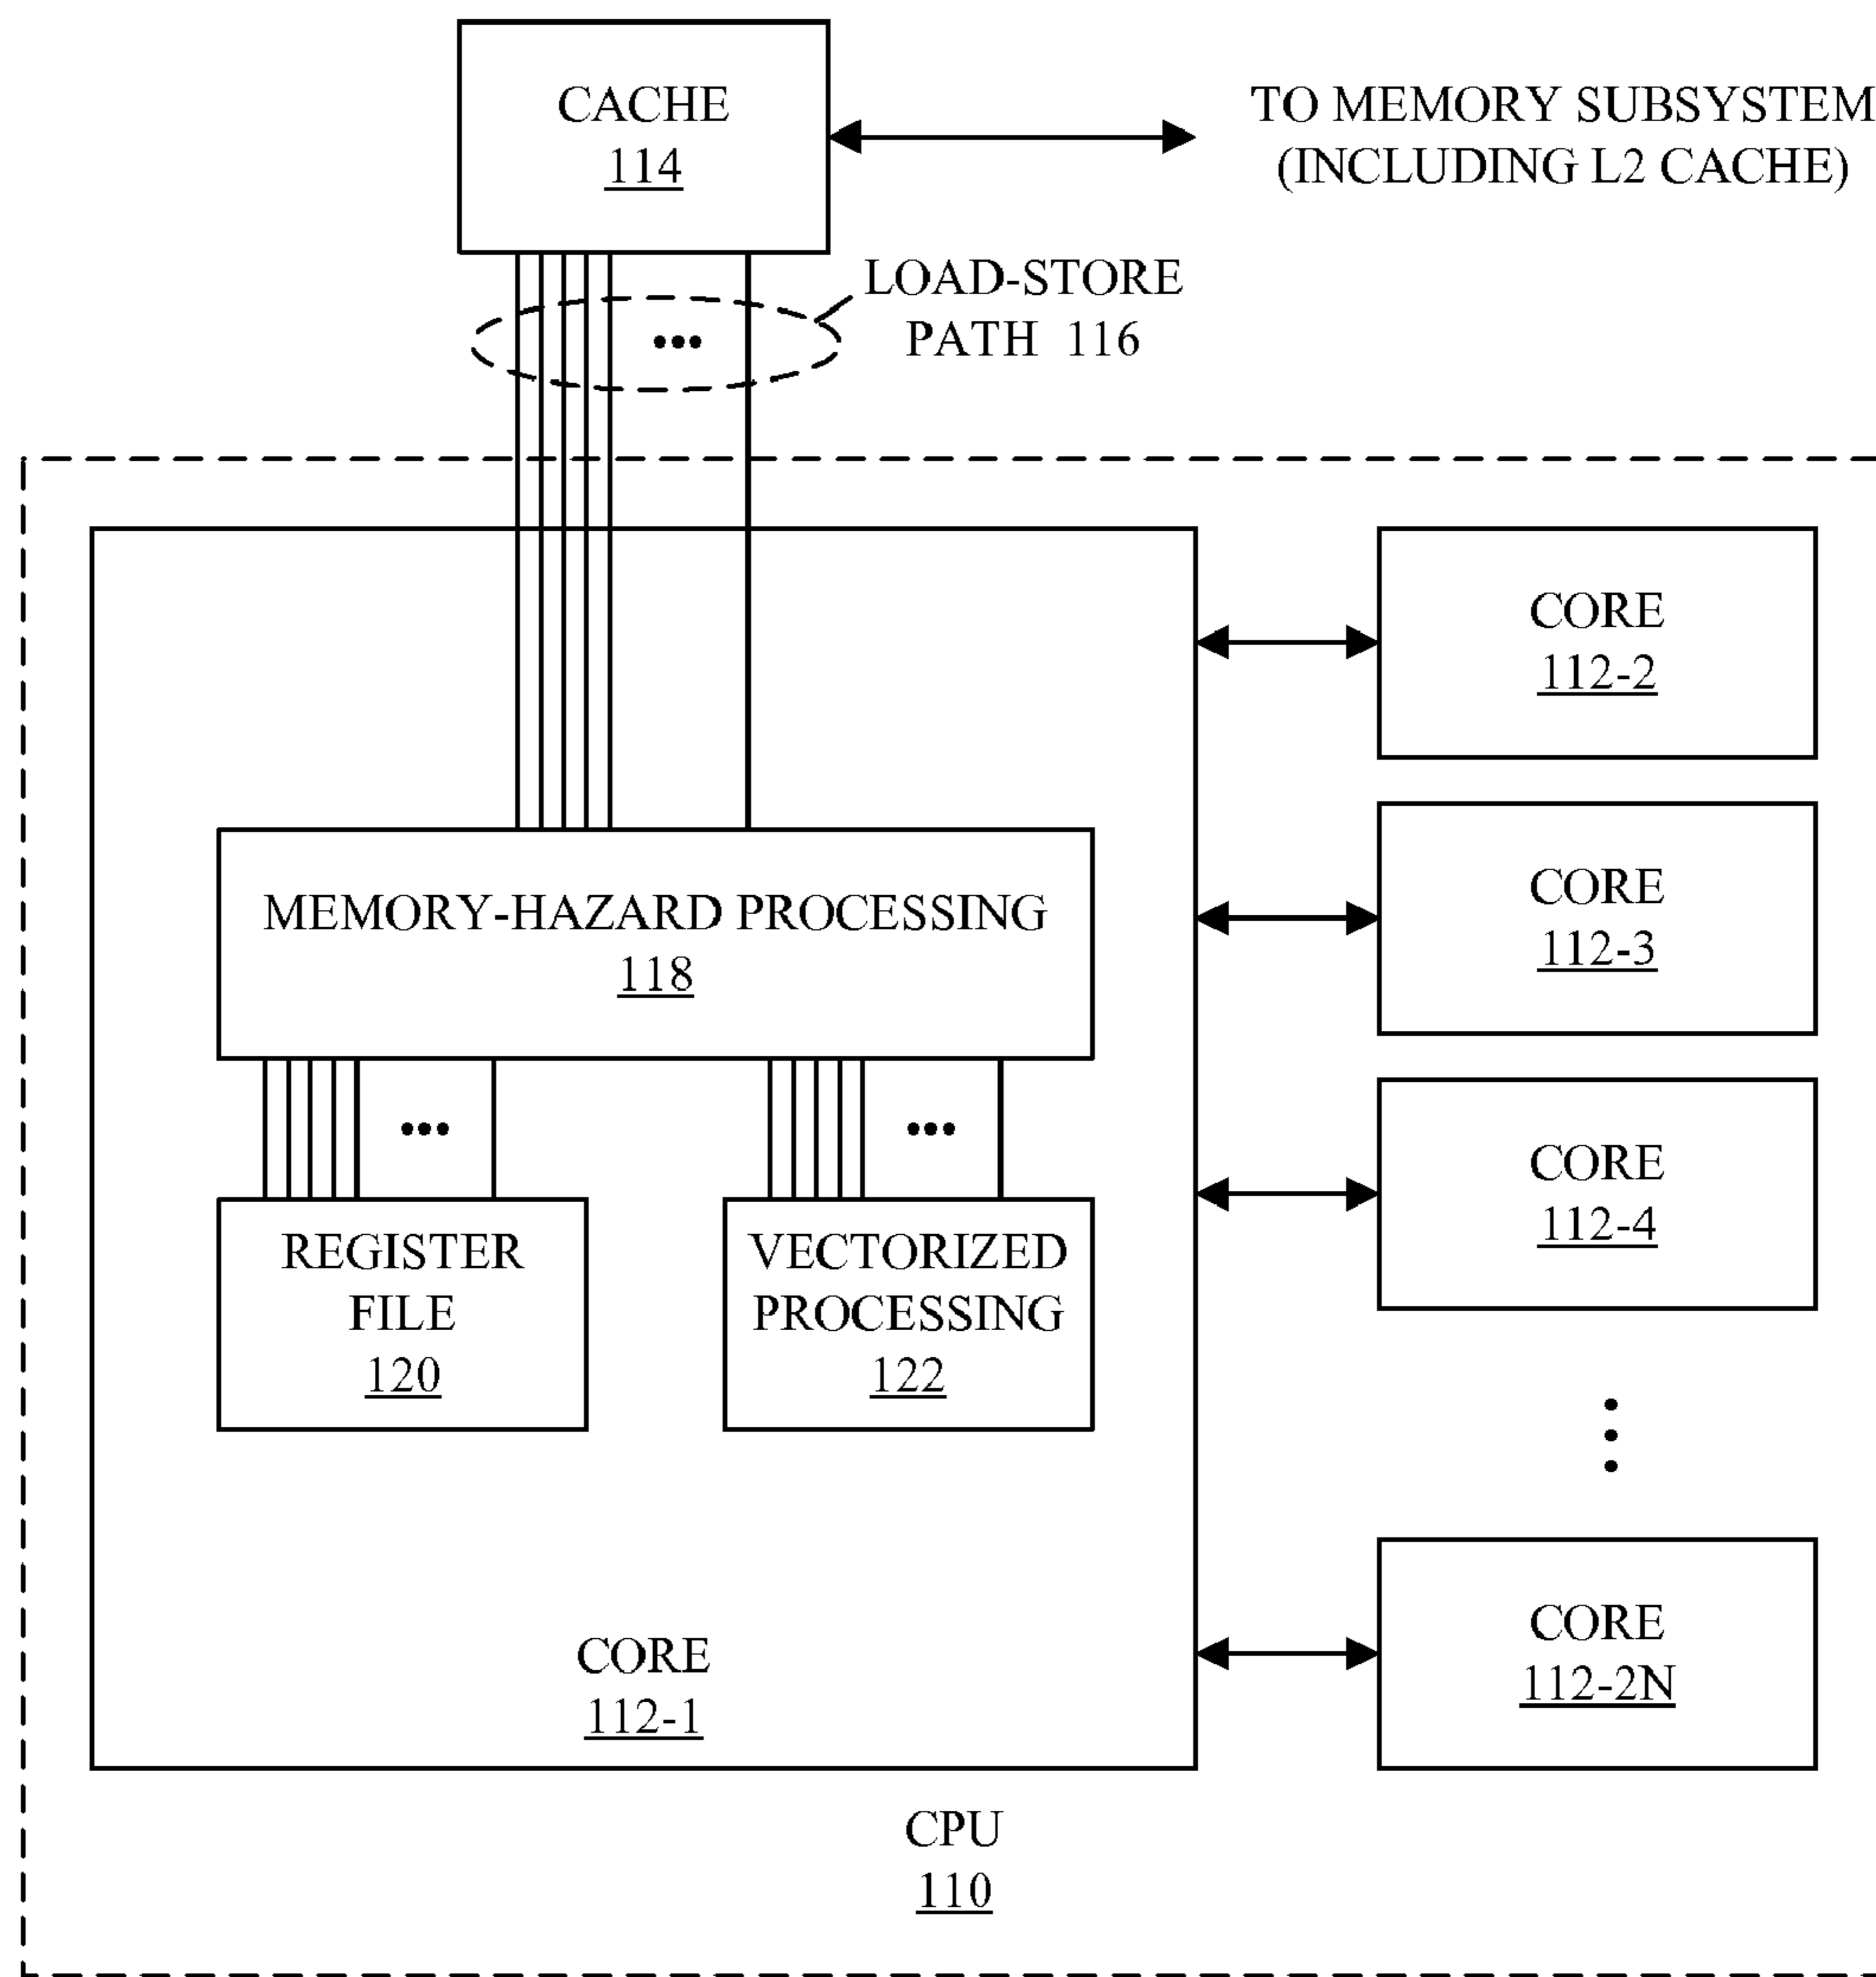 CACHE
114
TO MEMORY SUBSYSTEM
(INCLUDING L2 CACHE)
LOAD-STORE
PATH 116
CORE
112-2
MEMORY-HAZARD PROCESSING
118
CORE
112-3
CORE
112-4
REGISTER
FILE
120
VECTORIZED
PROCESSING
122
CORE
112-2N
CORE
112-1
CPU
110